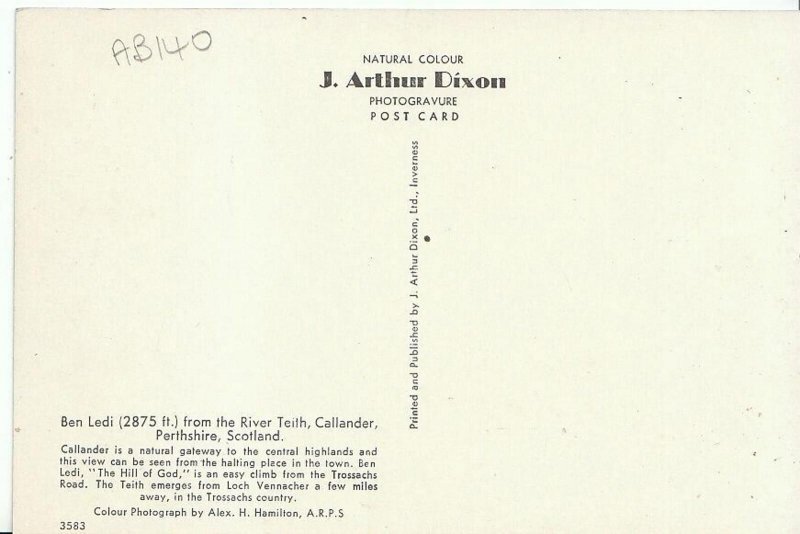 AB140
NATURAL COLOUR
J. Arthur Dixon
PHOTOGRAVURE
POST CARD
Printed and Published by J. Arthur Dixon, Ltd., Inverness
Ben Ledi (2875 ft.) from the River Teith, Callander,
Perthshire, Scotland.
Callander is a natural gateway to the central highlands and
this view can be seen from the halting place in the town. Ben
Ledi, "The Hill of God," is an easy climb from the Trossachs
Road. The Teith emerges from Loch Vennacher a few miles
away, in the Trossachs country.
Colour Photograph by Alex. H. Hamilton, A.R.P.S
3583